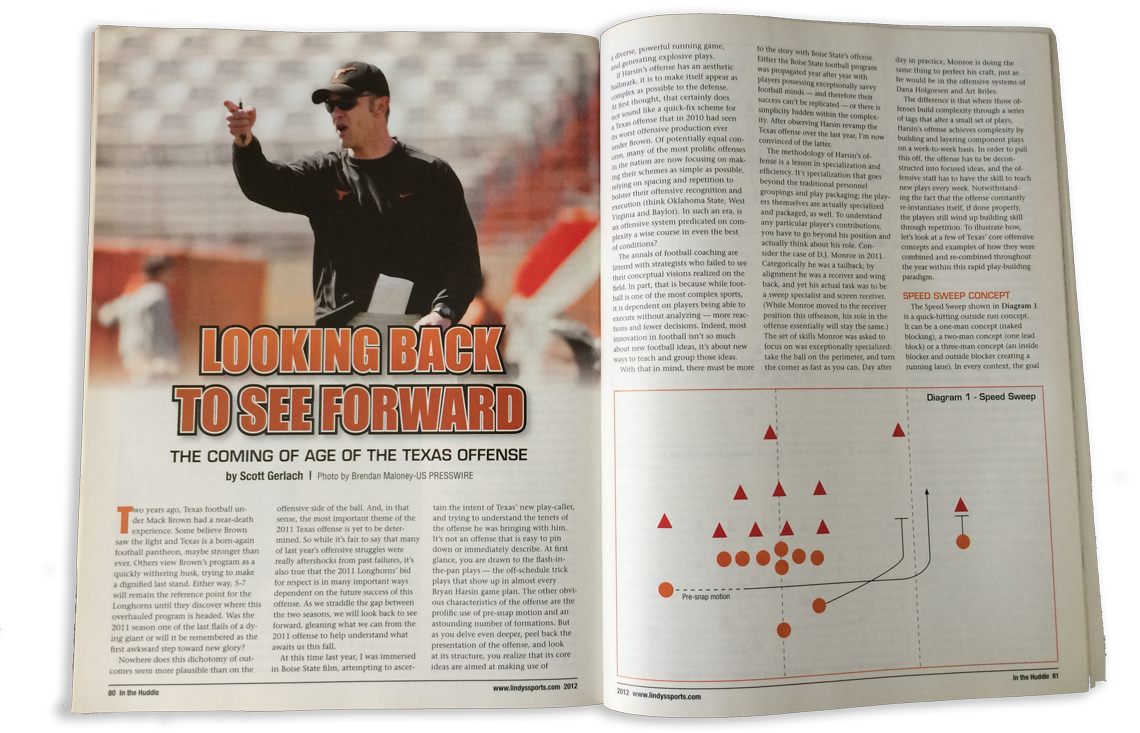 LOOKING BACK
TO SEE FORWARD
THE COMING OF AGE OF THE TEXAS OFFENSE
by Scott Gerlach | Photo by Brendan Maloney-US PRESSWIRE
Two years ago, Texas football un-
der Mack Brown had a near-death
experience. Some believe Brown
saw the light and Texas is a born-again
football pantheon, maybe stronger than
ever. Others view Brown's program as a
quickly withering husk, trying to make
a dignified last stand. Either way, 5-7
will remain the reference point for the
Longhorns until they discover where this
overhauled program is headed. Was the
2011 season one of the last flails of a dy-
ing giant or will it be remembered as the
first awkward step toward new glory?
Nowhere does this dichotomy of out-
comes seem more plausible than on the
offensive side of the ball. And, in that
sense, the most important theme of the
2011 Texas offense is yet to be deter-
mined. So while it's fair to say that many
of last year's offensive struggles were
really aftershocks from past failures, it's
also true that the 2011 Longhorns' bid
for respect is in many important ways
dependent on the future success of this
offense. As we straddle the gap between
the two seasons, we will look back to see
forward, gleaning what we can from the
2011 offense to help understand what
awaits us this fall.
At this time last year, I was immersed
in Boise State film, attempting to ascer-
tain the intent of Texas' new play-caller,
and trying to understand the tenets of
the offense he was bringing with him.
It's not an offense that is easy to pin
down or immediately describe. At first
glance, you are drawn to the flash-in-
the-pan plays — the off-schedule trick
plays that show up in almost every
Bryan Harsin game plan. The other obvi-
ous characteristics of the offense are the
prolific use of pre-snap motion and an
astounding number of formations. But
as you delve even deeper, peel back the
presentation of the offense, and look
at its structure, you realize that its core
ideas are aimed at making use of
80 In the Huddle
www.lindyssports.com 2012
a diverse, powerful running game,
and generating explosive plays.
If Harsin's offense has an aesthetic
hallmark, it is to make itself appear as
complex as possible to the defense.
At first thought, that certainly does
not sound like a quick-fix scheme for
a Texas offense that in 2010 had seen
its worst offensive production ever
under Brown. Of potentially equal con-
cern, many of the most prolific offenses
in the nation are now focusing on mak-
ing their schemes as simple as possible,
relying on spacing and repetition to
bolster their offensive recognition and
execution (think Oklahoma State, West
Virginia and Baylor). In such an era, is
an offensive system predicated on com-
plexity a wise course in even the best
of conditions?
The annals of football coaching are
littered with strategists who failed to see
their conceptual visions realized on the
field. In part, that is because while foot-
ball is one of the most complex sports,
it is dependent on players being able to
execute without analyzing — more reac-
tions and fewer decisions. Indeed, most
innovation in football isn't so much
about new football ideas, it's about new
ways to teach and group those ideas.
With that in mind, there must be more
to the story with Boise State's offense.
Either the Boise State football program
was propagated year after year with
players possessing exceptionally savvy
football minds — and therefore their
success can't be replicated — or there is
simplicity hidden within the complex-
ity. After observing Harsin revamp the
Texas offense over the last year, I'm now
convinced of the latter.
The methodology of Harsin's of-
fense is a lesson in specialization and
efficiency. It's specialization that goes
beyond the traditional personnel
groupings and play packaging; the play-
ers themselves are actually specialized
and packaged, as well. To understand
any particular player's contributions,
you have to go beyond his position and
actually think about his role. Con-
sider the case of D.J. Monroe in 2011.
Categorically he was a tailback; by
alignment he was a receiver and wing
back, and yet his actual task was to be
a sweep specialist and screen receiver.
(While Monroe moved to the receiver
position this offseason, his role in the
offense essentially will stay the same.)
The set of skills Monroe was asked to
focus on was exceptionally specialized:
take the ball on the perimeter, and turn
the corner as fast as you can. Day after
day in practice, Monroe is doing the
same thing to perfect his craft, just as
he would be in the offensive systems of
Dana Holgorsen and Art Briles.
The difference is that where those of-
fenses build complexity through a series
of tags that alter a small set of plays,
Harsin's offense achieves complexity by
building and layering component plays
on a week-to-week basis. In order to pull
this off, the offense has to be decon-
structed into focused ideas, and the of-
fensive staff has to have the skill to teach
new plays every week. Notwithstand-
ing the fact that the offense constantly
re-instantiates itself, if done properly,
the players still wind up building skill
through repetition. To illustrate how,
let's look at a few of Texas' core offensive
concepts and examples of how they were
combined and re-combined throughout
the year within this rapid play-building
paradigm.
SPEED SWEEP CONCEPT
The Speed Sweep shown in Diagram 1
is a quick-hitting outside run concept.
It can be a one-man concept (naked
blocking), a two-man concept (one lead
block) or a three-man concept (an inside
blocker and outside blocker creating a
running lane). In every context, the goal
Diagram 1 - Speed Sweep
Pre-snap motion
2012 www.lindyssports.com
In the Huddle 81